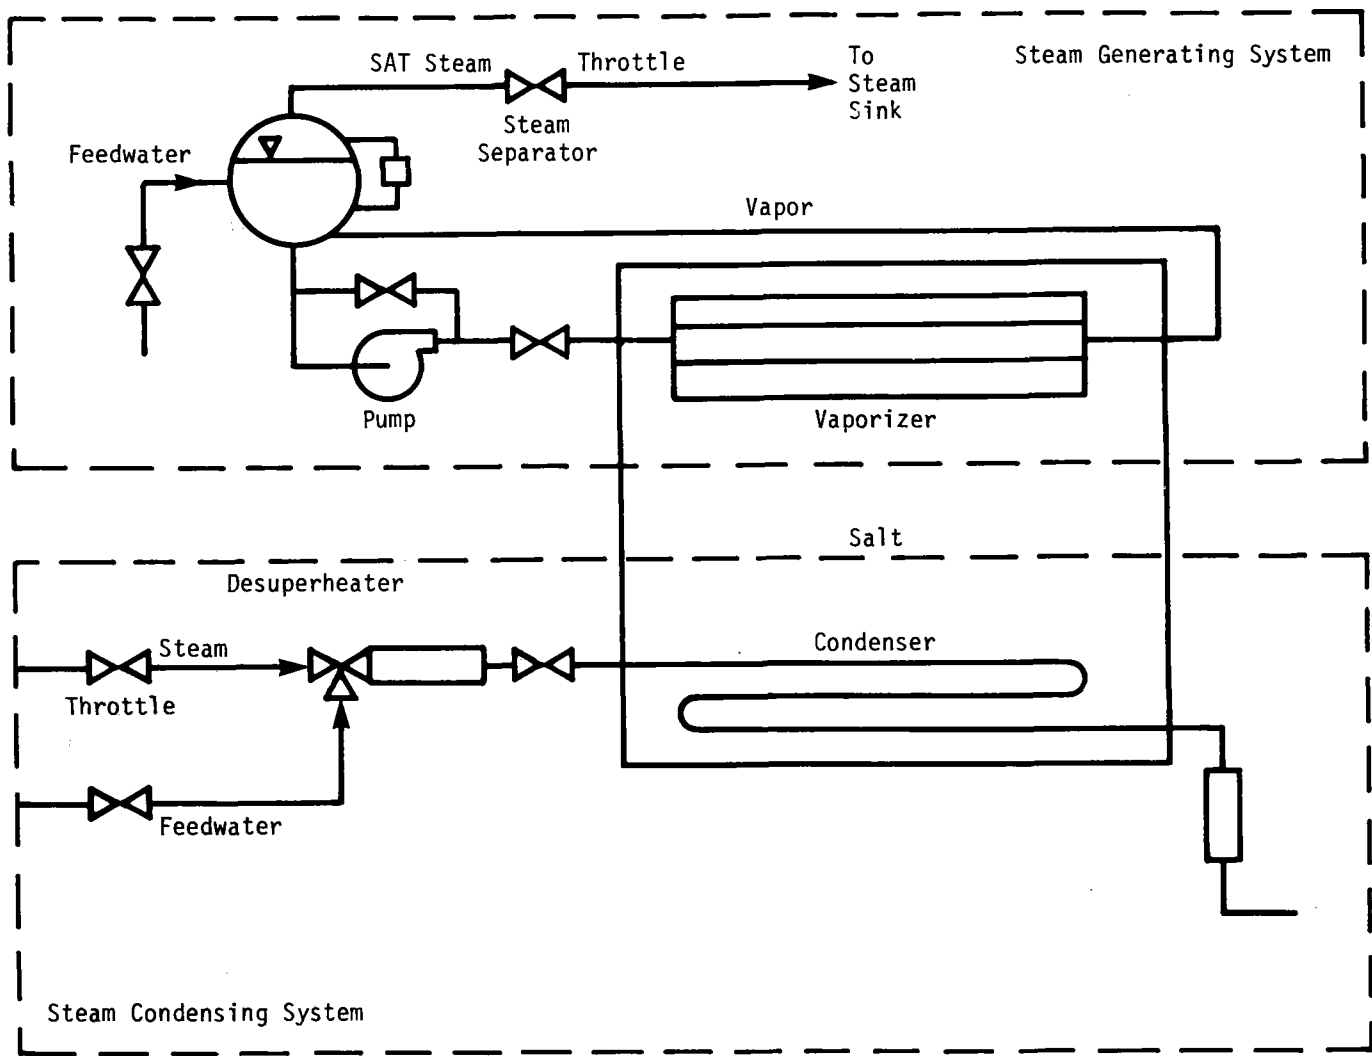 Steam Generating System
SAT Steam
Throttle
To
Steam
Sink
Steam
Separator
Feedwater
Vapor
Pump
Vaporizer
Salt
Desuperheater
Steam
Condenser
Throttle
Feedwater
Steam Condensing System